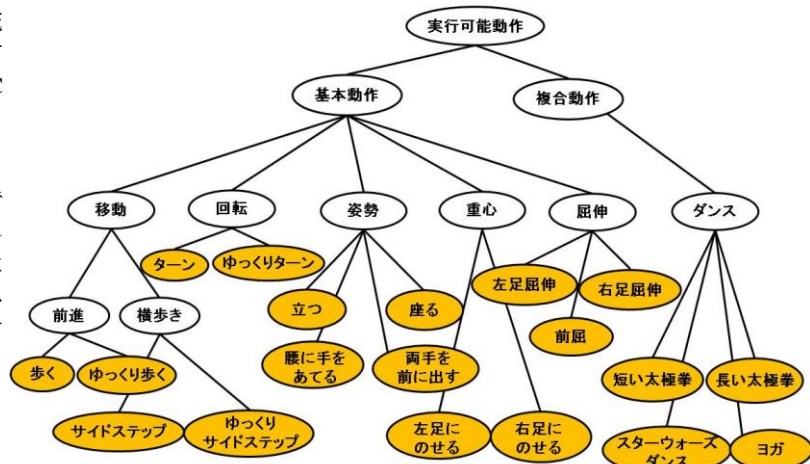 実行可能動作
基本動作
複合動作
移動
回転
姿勢
重心
屈伸
ダンス
ターン
ゆっくりターン
左足屈伸
右足屈伸
立つ
座る
前進
横歩き
前屈
腰に手を
あてる
両手を
前に出す
歩く
ゆっくり歩く
短い太極拳
長い太極拳
サイドステップ
ゆっくり
サイドステップ
左足に
のせる
右足に
のせる
スターウォーズ
ダンス
ヨガ